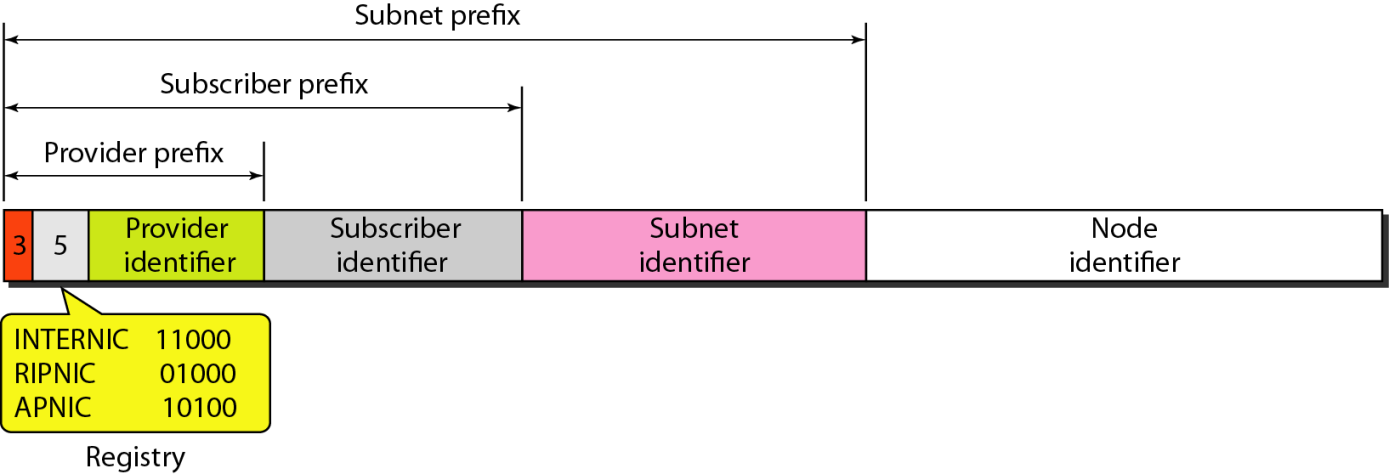 Subnet prefix
Subscriber prefix
Provider prefix
3 5 Provider identifier Subscriber identifier Subnet identifier Node identifier
INTERNIC 11000
RIPNIC 01000
APNIC 10100
Registry